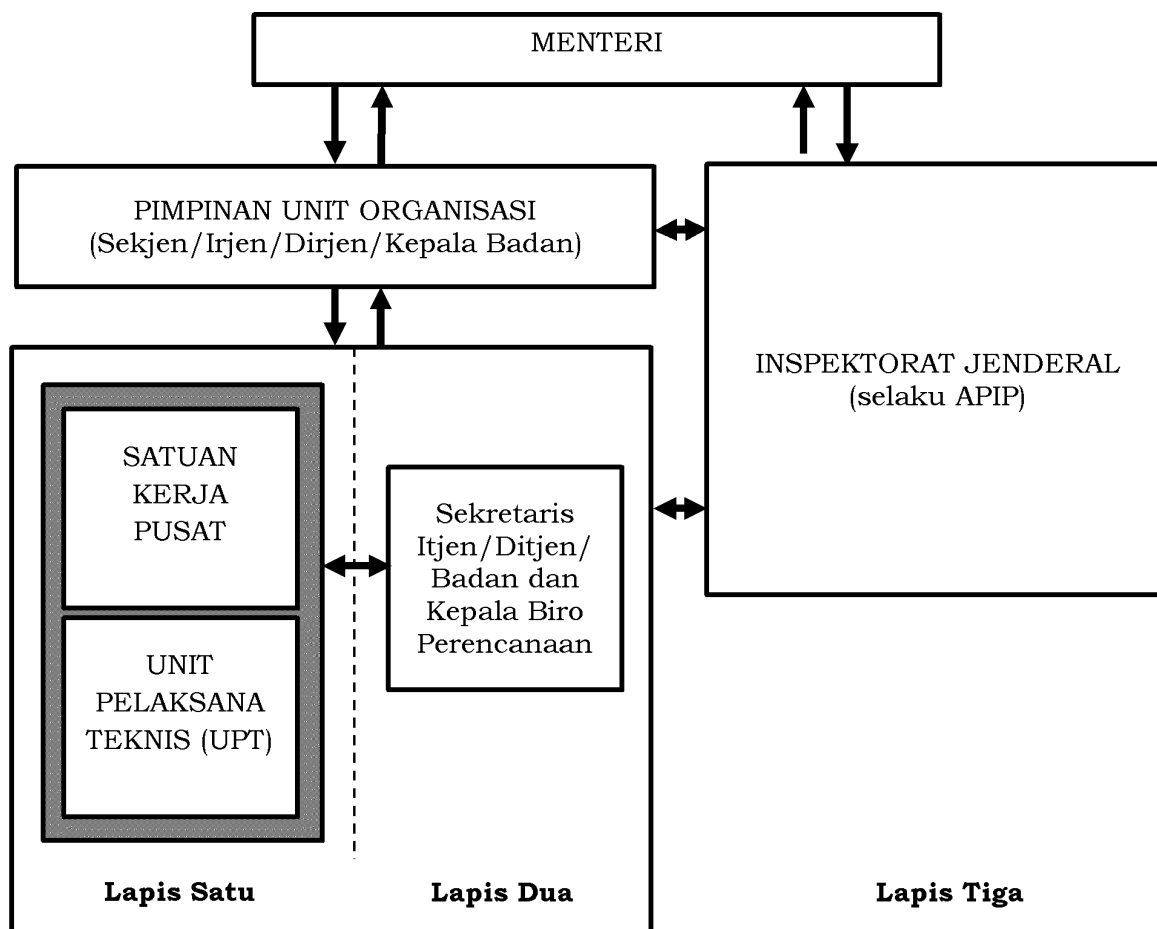 MENTERI
PIMPINAN UNIT ORGANISASI
(Sekjen/Irjen/Dirjen/Kepala Badan)
INSPEKTORAT JENDERAL
(selaku APIP)
SATUAN
KERJA
PUSAT
Sekretaris
Itjen/Ditjen/
Badan dan
Kepala Biro
Perencanaan
UNIT
PELAKSANA
TEKNIS (UPT)
Lapis Satu
Lapis Dua
Lapis Tiga